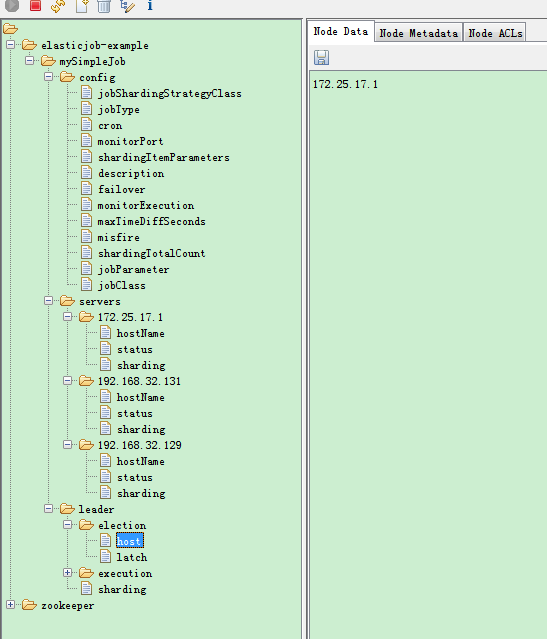 Node Data
Node Metadata
Node ACLs
172.25.17.1
elasticjob-example
mySimpleJob
config
jobShardingStrategyClass
jobType
cron
monitorPort
shardingItemParameters
description
failover
monitorExecution
maxTimeDiffSeconds
misfire
shardingTotalCount
jobParameter
jobClass
servers
172.25.17.1
hostName
status
sharding
192.168.32.131
hostName
status
sharding
192.168.32.129
hostName
status
sharding
leader
election
host
latch
execution
sharding
zookeeper